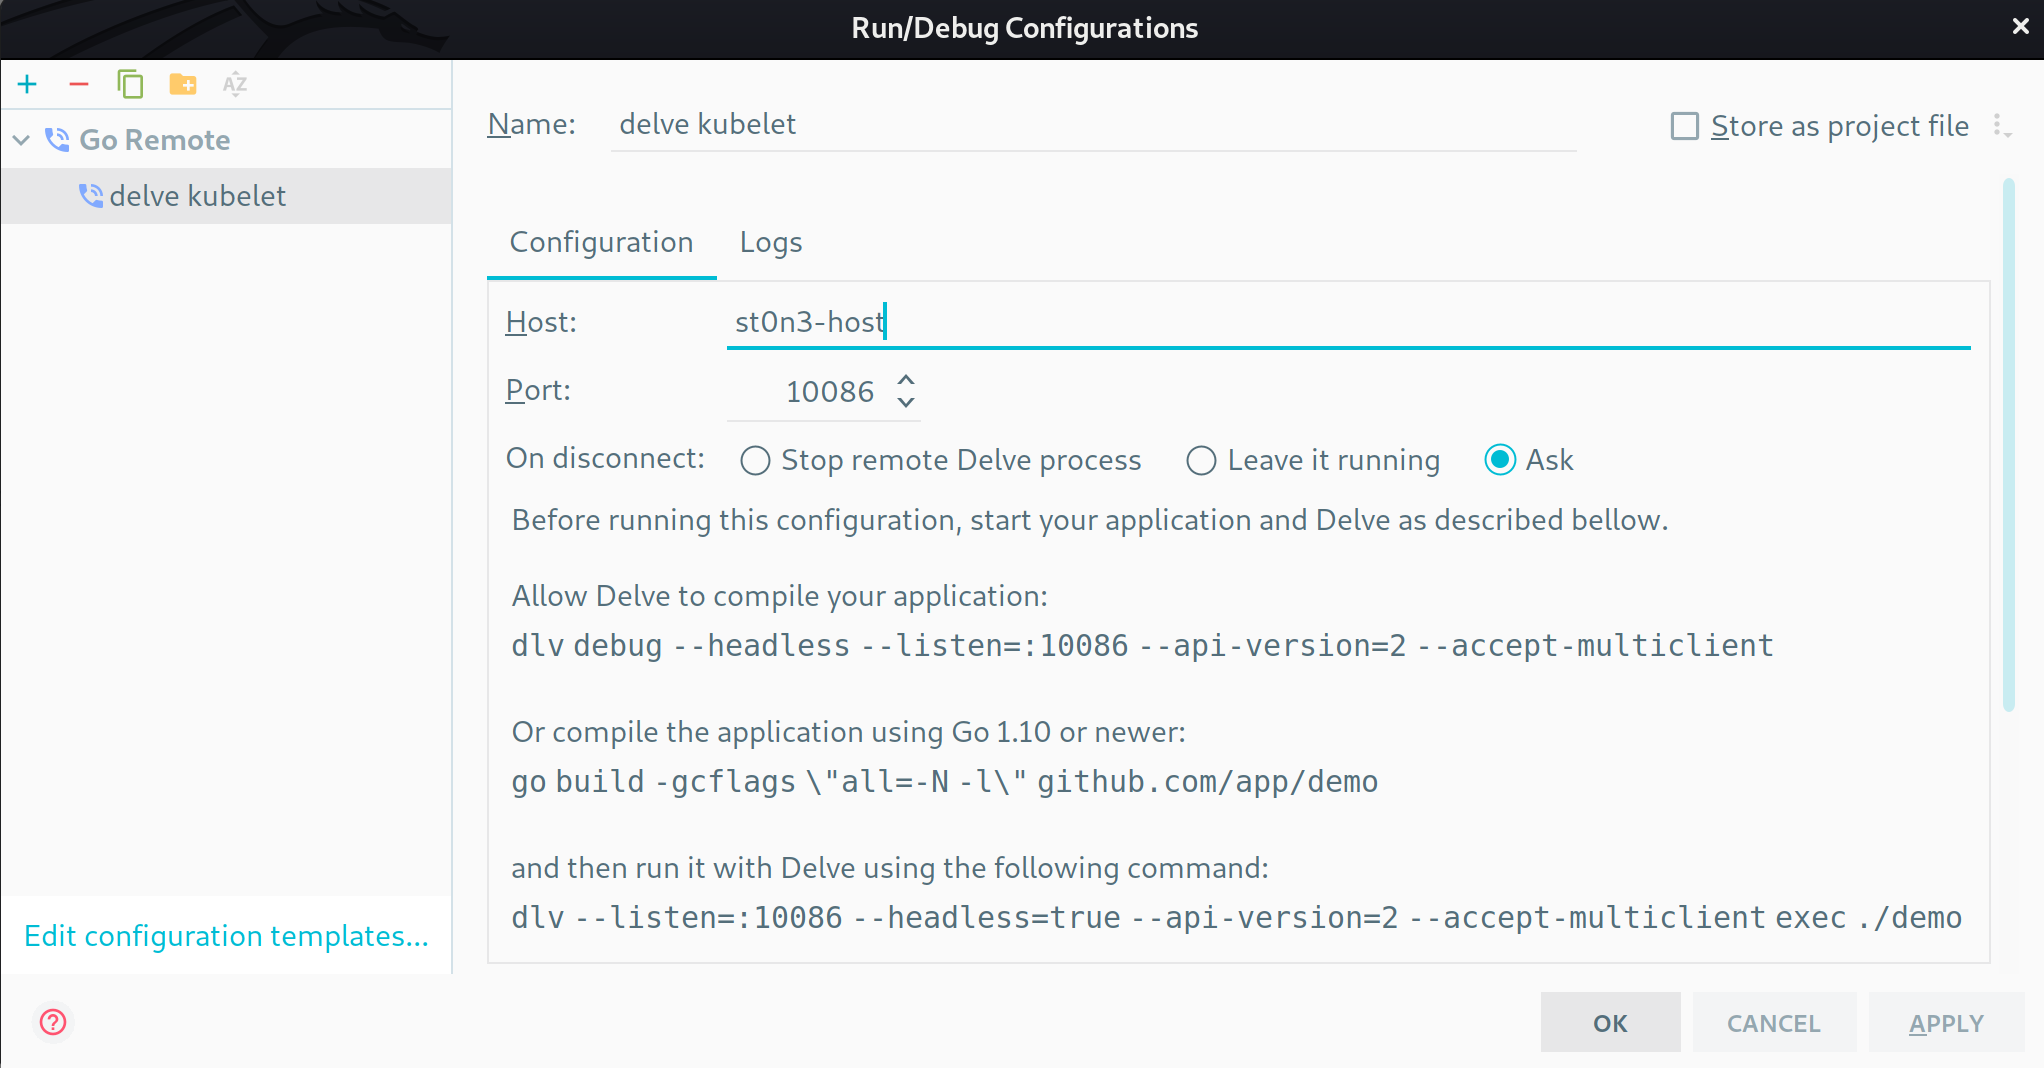 Run/Debug Configurations
AZ
Go Remote
delve kubelet
Edit configuration templates...
Name: delve kubelet
Store as project file
Configuration Logs
Host: st0n3-host
Port: 10086
On disconnect: Stop remote Delve process Leave it running Ask
Before running this configuration, start your application and Delve as described bellow.
Allow Delve to compile your application:
dlv debug --headless --listen=:10086 --api-version=2 --accept-multiclient
Or compile the application using Go 1.10 or newer:
go build -gcflags \"all=-N -l\" github.com/app/demo
and then run it with Delve using the following command:
dlv --listen=:10086 --headless=true --api-version=2 --accept-multiclient exec ./demo
?
OK CANCEL APPLY